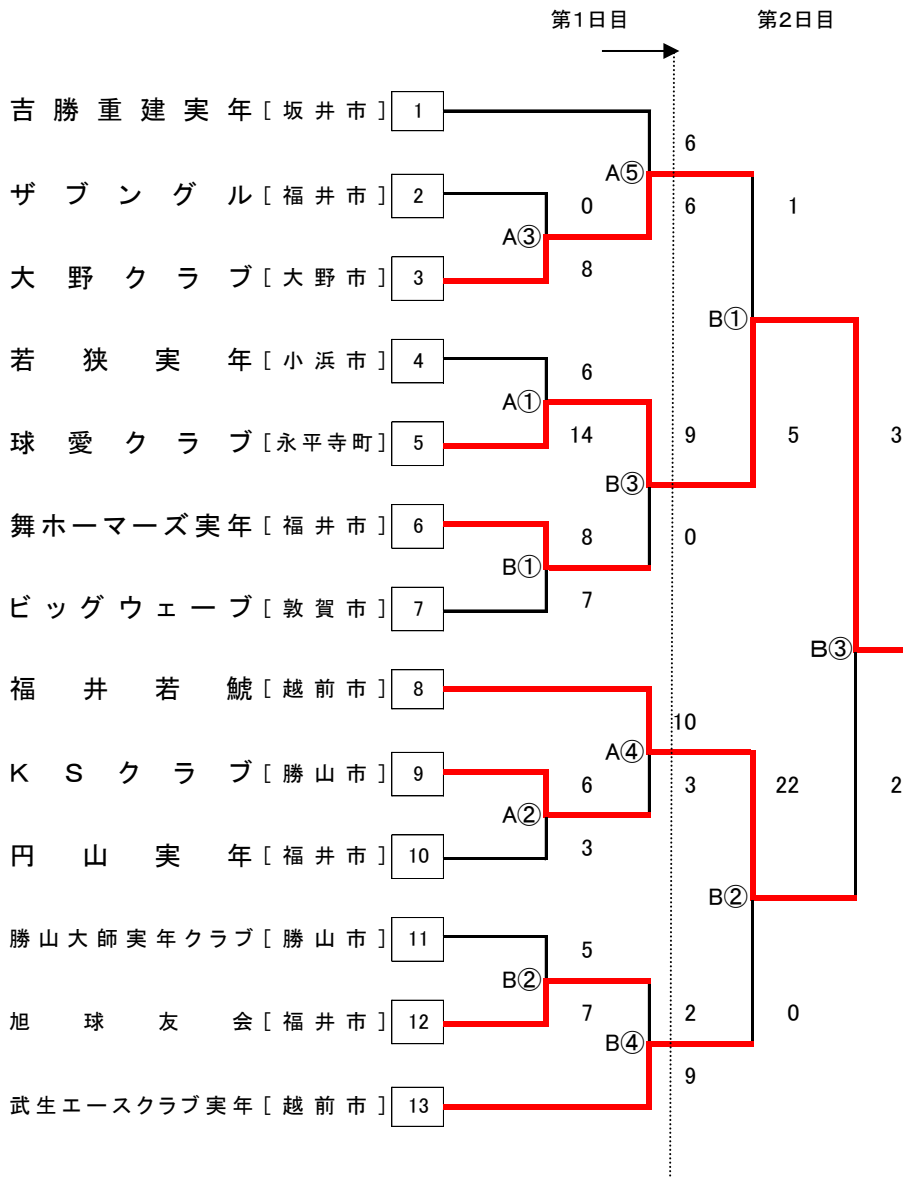 第1日目 第2日目
吉勝重建実年[坂井市] 1
6
A⑤
ザブングル[福井市] 2
0 6 1
A③
大野クラブ[大野市] 3
8
B①
若狭実年[小浜市] 4
6
A①
球愛クラブ[永平寺町] 5
14 9 5 3
B③
舞ホーマーズ実年[福井市] 6
8 0
B①
ビッグウェーブ[敦賀市] 7
7
B③
福井若鯱[越前市] 8
10
A④
KSクラブ[勝山市] 9
6 3 22 2
A②
円山実年[福井市] 10
3
B②
勝山大師実年クラブ[勝山市] 11
5
B②
旭球友会[福井市] 12
7 2 0
B④
9
武生エースクラブ実年[越前市] 13